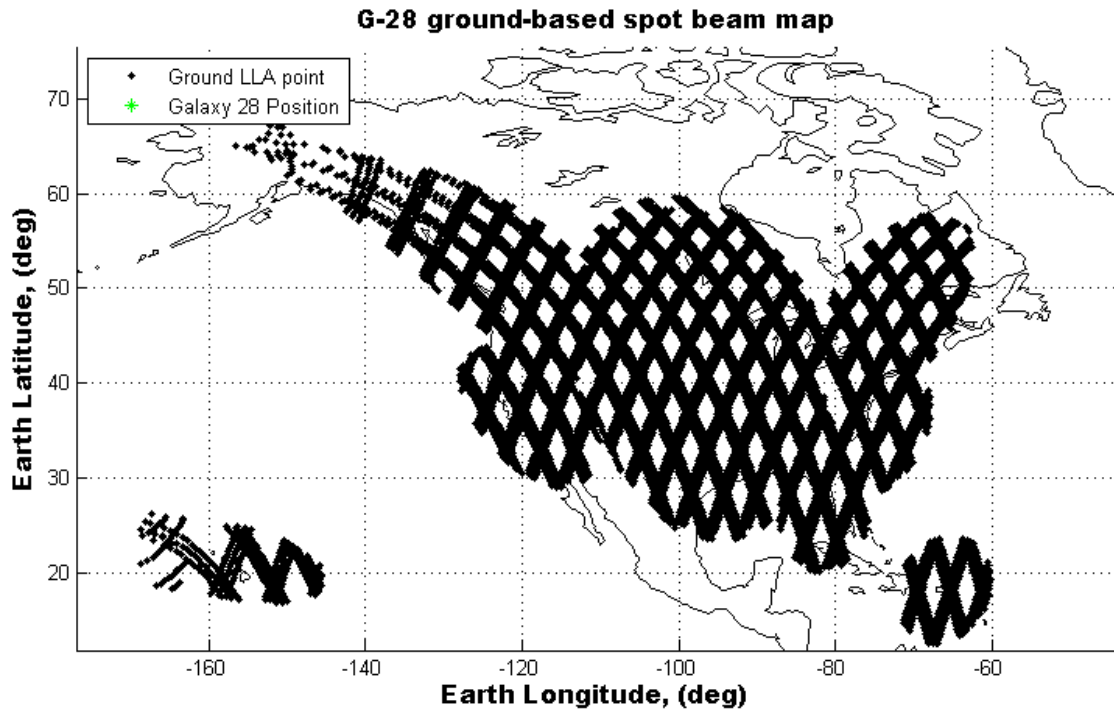 G-28 ground-based spot beam map
Ground LLA point
Galaxy 28 Position
70
60
50
40
30
20
-160
-140
-120
-100
-80
-60
Earth Latitude, (deg)
Earth Longitude, (deg)